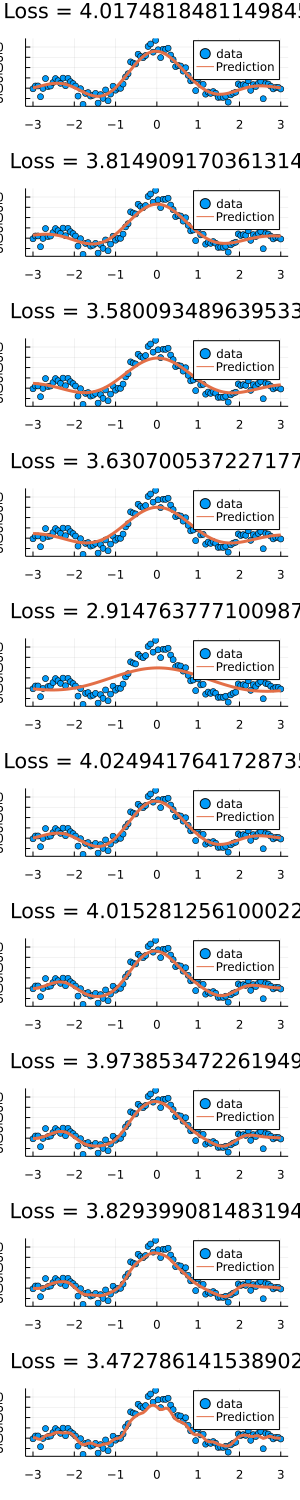 Loss = 4.0174818481149845
data
Prediction
−3 −2 −1 0 1 2 3
Loss = 3.814909170361314
data
Prediction
−3 −2 −1 0 1 2 3
Loss = 3.580093489639533
data
Prediction
−3 −2 −1 0 1 2 3
Loss = 3.630700537227177
data
Prediction
−3 −2 −1 0 1 2 3
Loss = 2.914763777100987
data
Prediction
−3 −2 −1 0 1 2 3
Loss = 4.0249417641728735
data
Prediction
−3 −2 −1 0 1 2 3
Loss = 4.015281256100022
data
Prediction
−3 −2 −1 0 1 2 3
Loss = 3.973853472261949
data
Prediction
−3 −2 −1 0 1 2 3
Loss = 3.829399081483194
data
Prediction
−3 −2 −1 0 1 2 3
Loss = 3.472786141538902
data
Prediction
−3 −2 −1 0 1 2 3